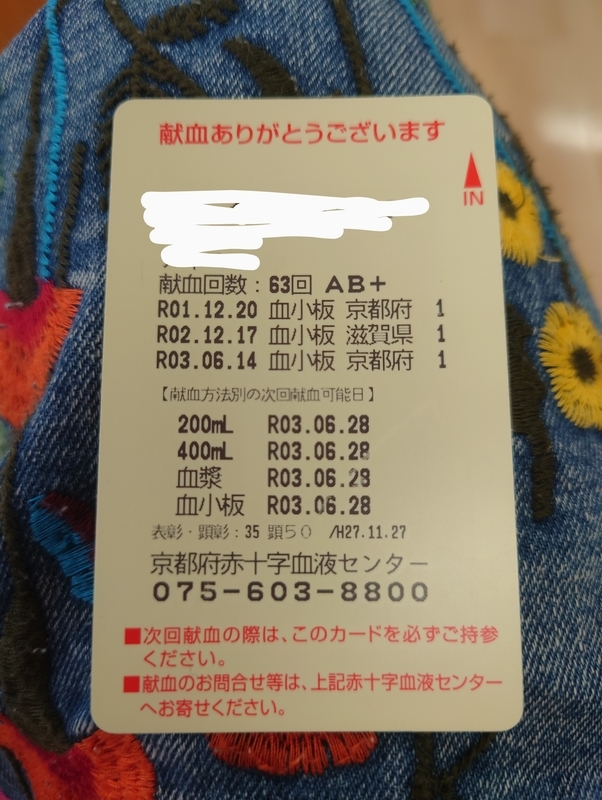 献血ありがとうございます
IN
献血回数：63回 AB+
R01.12.20 血小板 京都府 1
R02.12.17 血小板 滋賀県 1
R03.06.14 血小板 京都府 1
【献血方法別の次回献血可能日】
200mL R03.06.28
400mL R03.06.28
血漿 R03.06.28
血小板 R03.06.28
表彰・顕彰：35 顕50 /H27.11.27
京都府赤十字血液センター
075-603-8800
■次回献血の際は、このカードを必ずご持参
ください。
■献血のお問合せ等は、上記赤十字血液センター
へお寄せください。